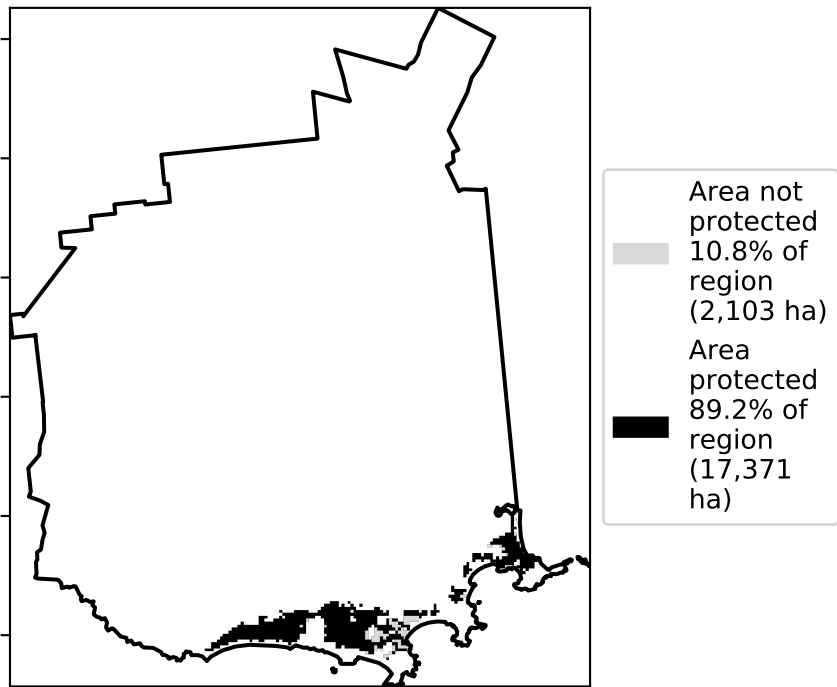 Area not
protected
10.8% of
region
(2,103 ha)
Area
protected
89.2% of
region
(17,371
ha)